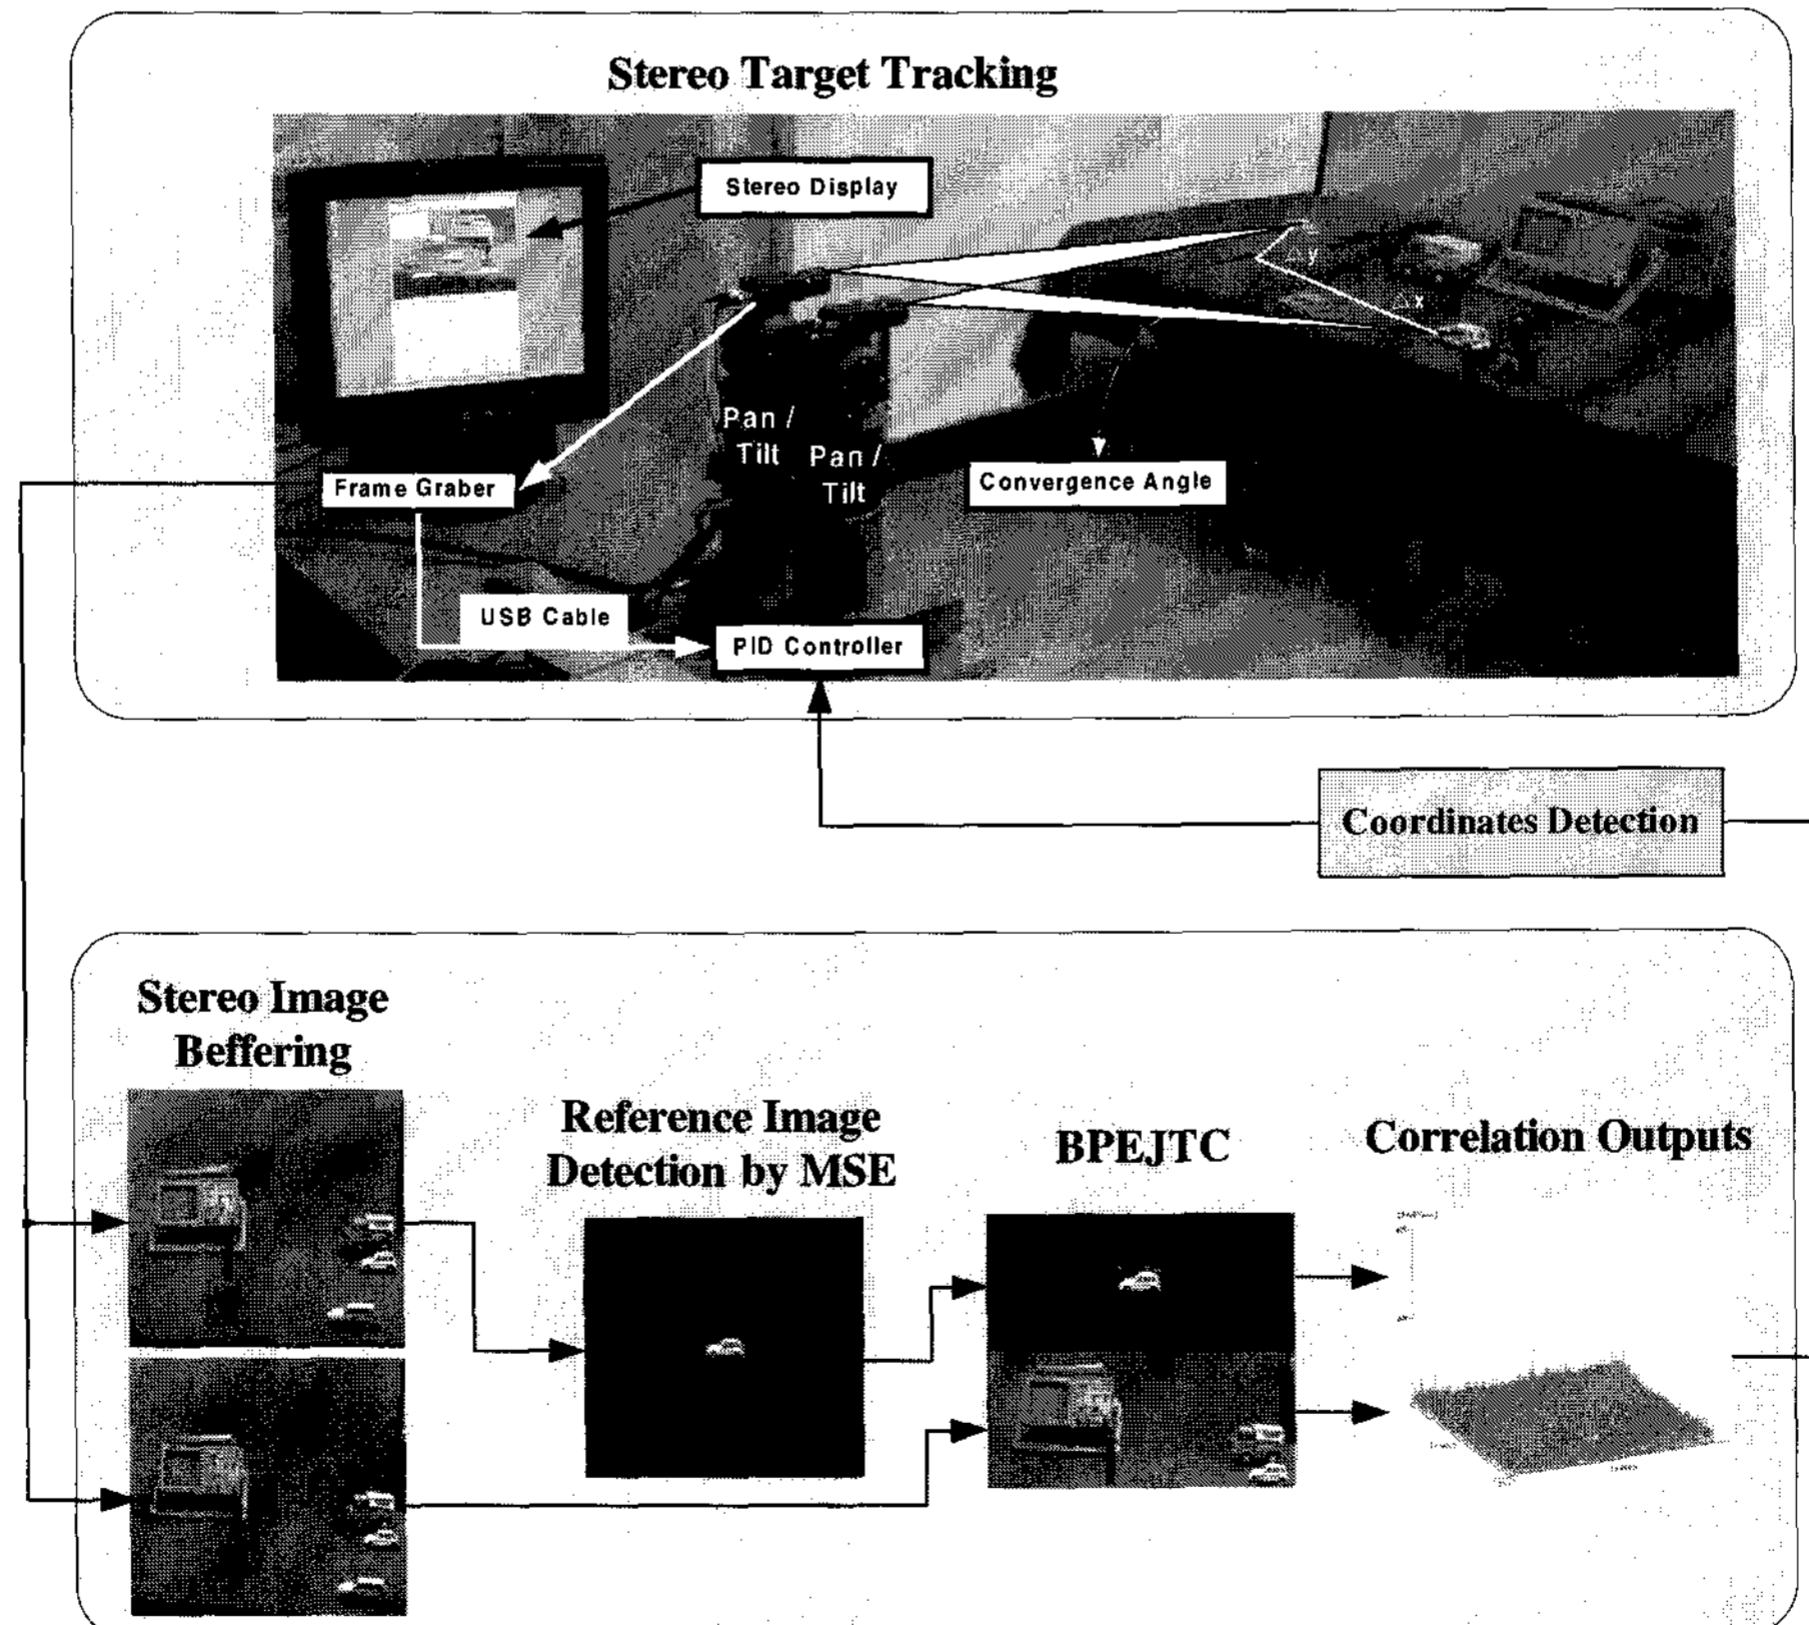 Stereo Target Tracking
Stereo Display
△y
△x
Pan /
Tilt
Pan /
Tilt
Convergence Angle
Frame Graber
USB Cable
PID Controller
Coordinates Detection
Stereo Image
Beffering
Reference Image
Detection by MSE
BPEJTC
Correlation Outputs